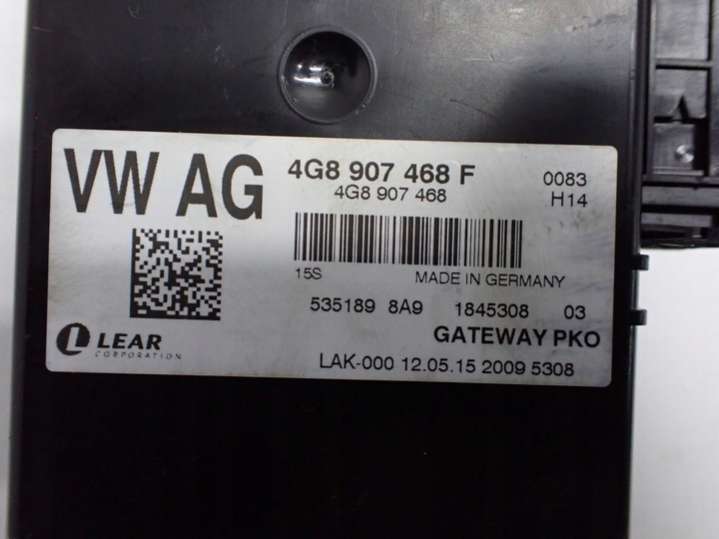 VW AG
4G8 907 468 F 0083
4G8 907 468 H14
15S MADE IN GERMANY
535189 8A9 1845308 03
GATEWAY PKO
LEAR
CORPORATION
LAK-000 12.05.15 2009 5308